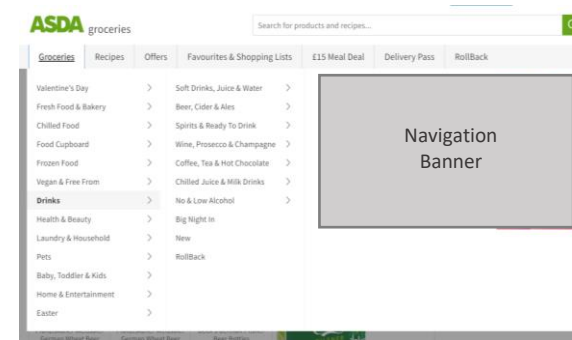 ASDA groceries
Search for products and recipes...
Groceries Recipes Offers Favourites & Shopping Lists £15 Meal Deal Delivery Pass RollBack
Valentine's Day
Fresh Food & Bakery
Chilled Food
Food Cupboard
Frozen Food
Vegan & Free From
Drinks
Health & Beauty
Laundry & Household
Pets
Baby, Toddler & Kids
Home & Entertainment
Easter
Soft Drinks, Juice & Water
Beer, Cider & Ales
Spirits & Ready To Drink
Wine, Prosecco & Champagne
Coffee, Tea & Hot Chocolate
Chilled Juice & Milk Drinks
No & Low Alcohol
Big Night In
New
RollBack
Navigation
Banner